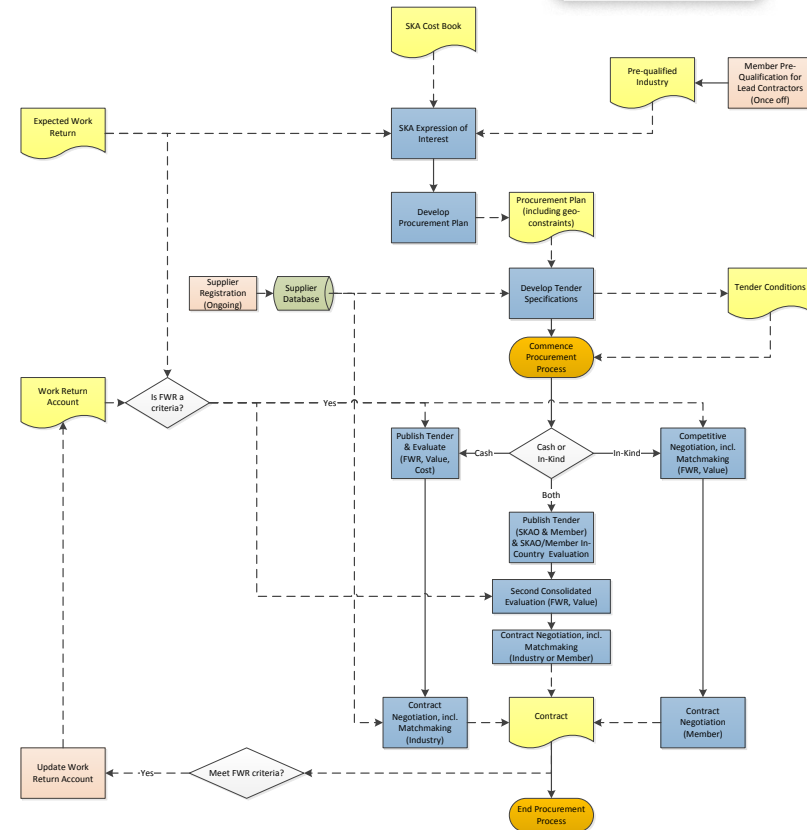 SKA Cost Book
Pre-qualified
Industry
Member Pre-
Qualification for
Lead Contractors
(Once off)
Expected Work
Return
SKA Expression of
Interest
Develop
Procurement Plan
Procurement Plan
(including geo-
constraints)
Supplier
Registration
(Ongoing)
Supplier
Database
Develop Tender
Specifications
Tender Conditions
Commence
Procurement
Process
Work Return
Account
Is FWR a
criteria?
Yes
Publish Tender
& Evaluate
(FWR, Value,
Cost)
Cash
Cash or
In-Kind
In-Kind
Competitive
Negotiation, incl.
Matchmaking
(FWR, Value)
Both
Publish Tender
(SKAO & Member)
& SKAO/Member In-
Country Evaluation
Second Consolidated
Evaluation (FWR, Value)
Contract Negotiation, incl.
Matchmaking
(Industry or Member)
Contract
Negotiation, incl.
Matchmaking
(Industry)
Contract
Contract
Negotiation
(Member)
Update Work
Return Account
Yes
Meet FWR criteria?
End Procurement
Process